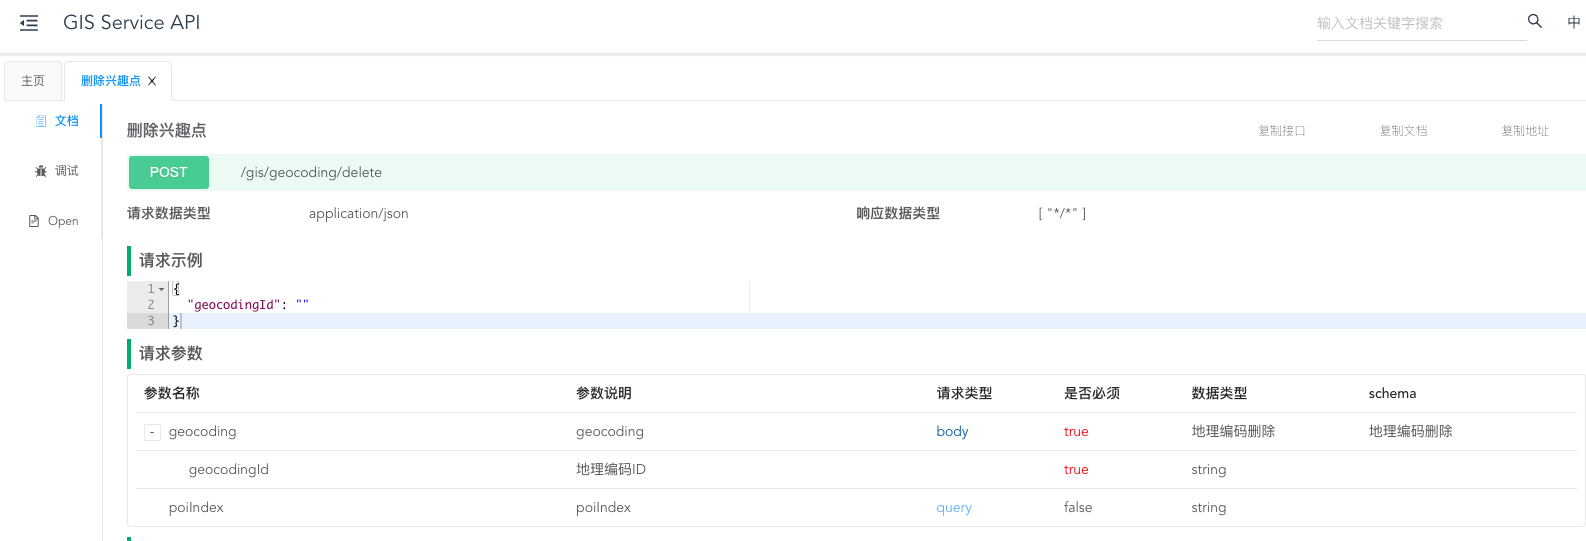 GIS Service API
输入文档关键字搜索
中
主页
删除兴趣点
文档
调试
Open
删除兴趣点
复制接口 复制文档 复制地址
POST /gis/geocoding/delete
请求数据类型 application/json 响应数据类型 [ "*/*" ]
请求示例
1 {
2 "geocodingId": ""
3 }
请求参数
参数名称 参数说明 请求类型 是否必须 数据类型 schema
- geocoding geocoding body true 地理编码删除 地理编码删除
geocodingId 地理编码ID true string
poiIndex poiIndex query false string